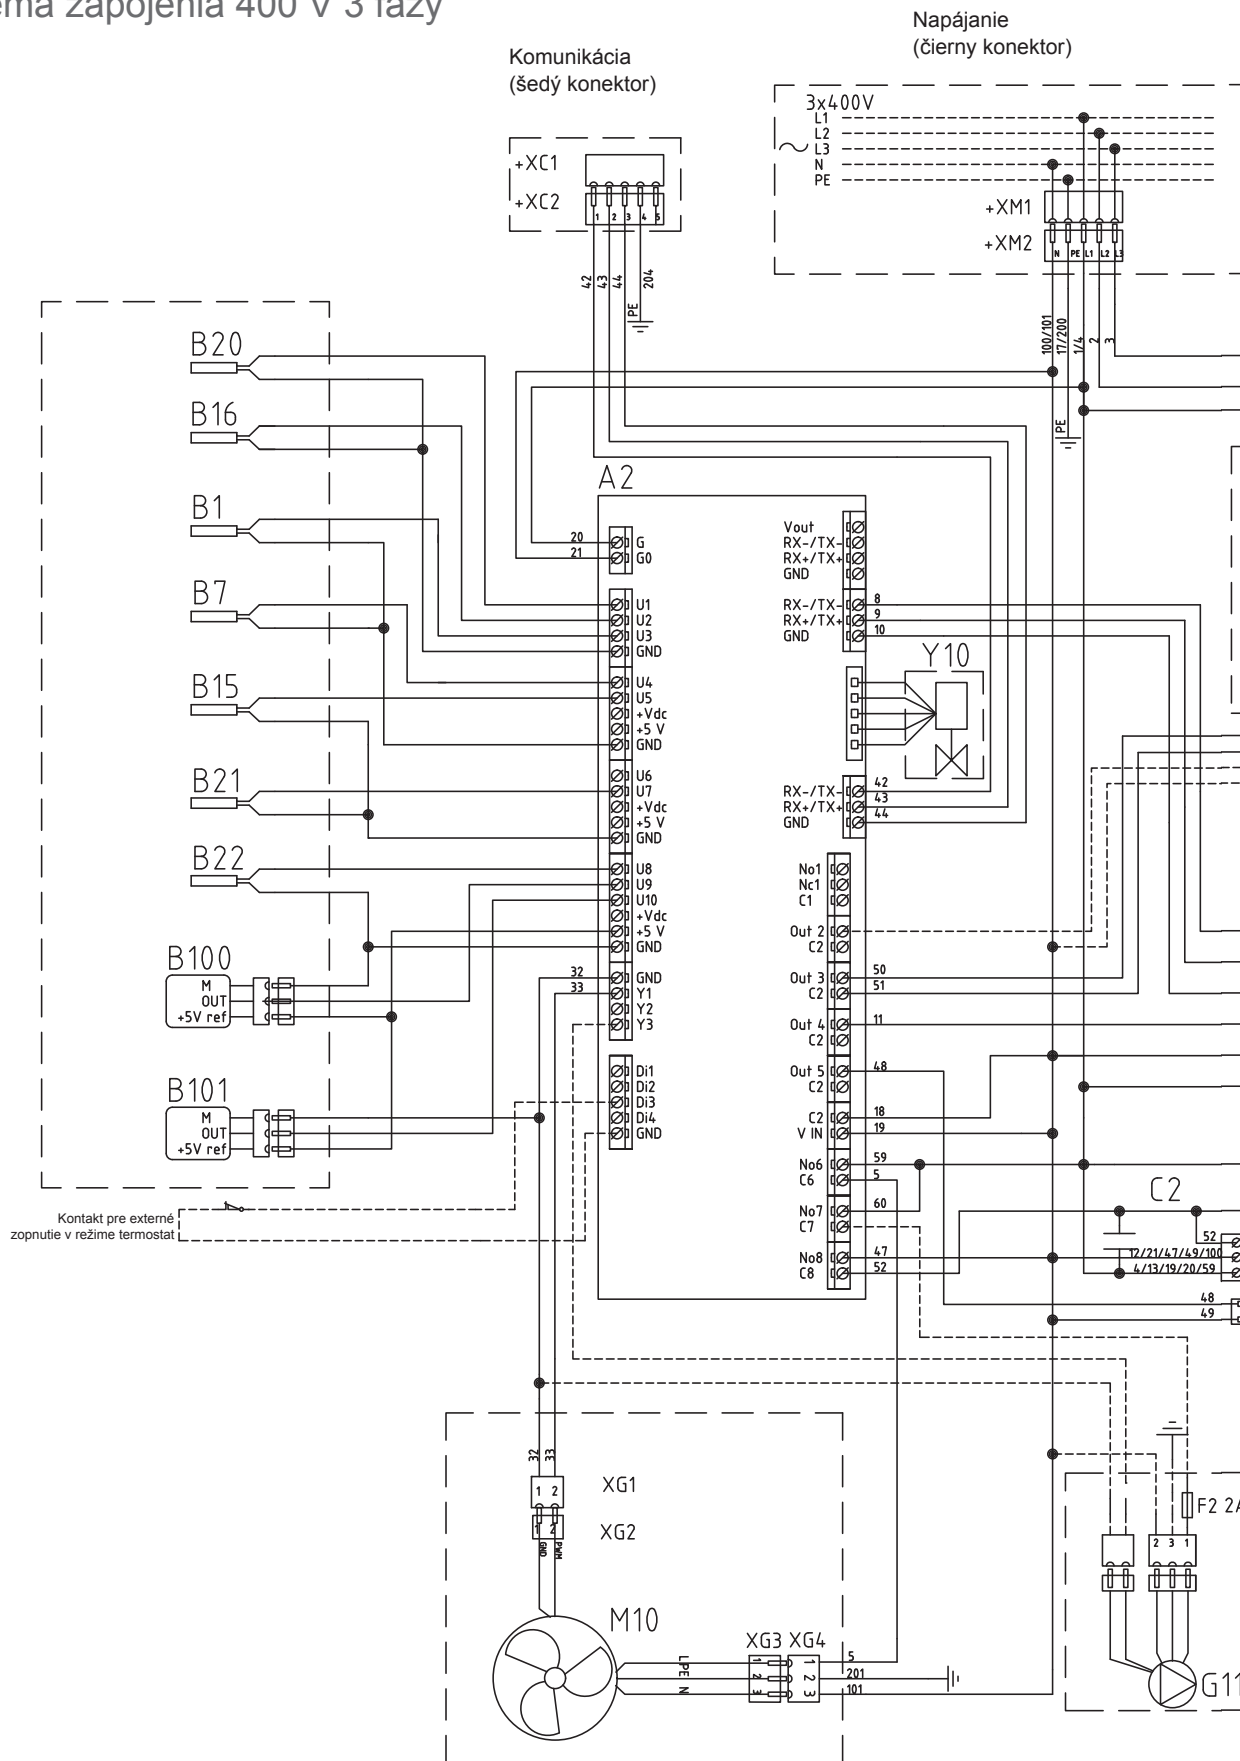 zapojenia 400 V 3 fázy
Napájanie
(čierny konektor)
Komunikácia
(šedý konektor)
3x400V
L1
L2
L3
N
PE
+XC1
+XC2
1 2 3 4 5
+XM1
+XM2
N PE L1 L2 L3
42
43
44
PE
204
100/101
17/200
1/4
2
3
PE
B20
B16
B1
B7
B15
B21
B22
B100
M
OUT
+5V ref
B101
M
OUT
+5V ref
Kontakt pre externé
zopnutie v režime termostat
A2
20 G
21 G0
U1
U2
U3
GND
U4
U5
+Vdc
+5 V
GND
U6
U7
+Vdc
+5 V
GND
U8
U9
U10
+Vdc
+5 V
GND
32 GND
33 Y1
Y2
Y3
Di1
Di2
Di3
Di4
GND
Vout
RX-/TX-
RX+/TX+
GND
RX-/TX- 8
RX+/TX+ 9
GND 10
Y10
RX-/TX- 42
RX+/TX+ 43
GND 44
No1
Nc1
C1
Out 2
C2
Out 3 50
C2 51
Out 4 11
C2
Out 5 48
C2
C2 18
V IN 19
No6 59
C6 5
No7 60
C7
No8 47
C8 52
C2
52
12/21/47/49/100
4/13/19/20/59
48
49
32
33
1 2
XG1
1 2
XG2
GND
PWM
M10
L PE N
XG3 XG4
1 1 5
2 2 201
3 3 101
F2
2 3 1